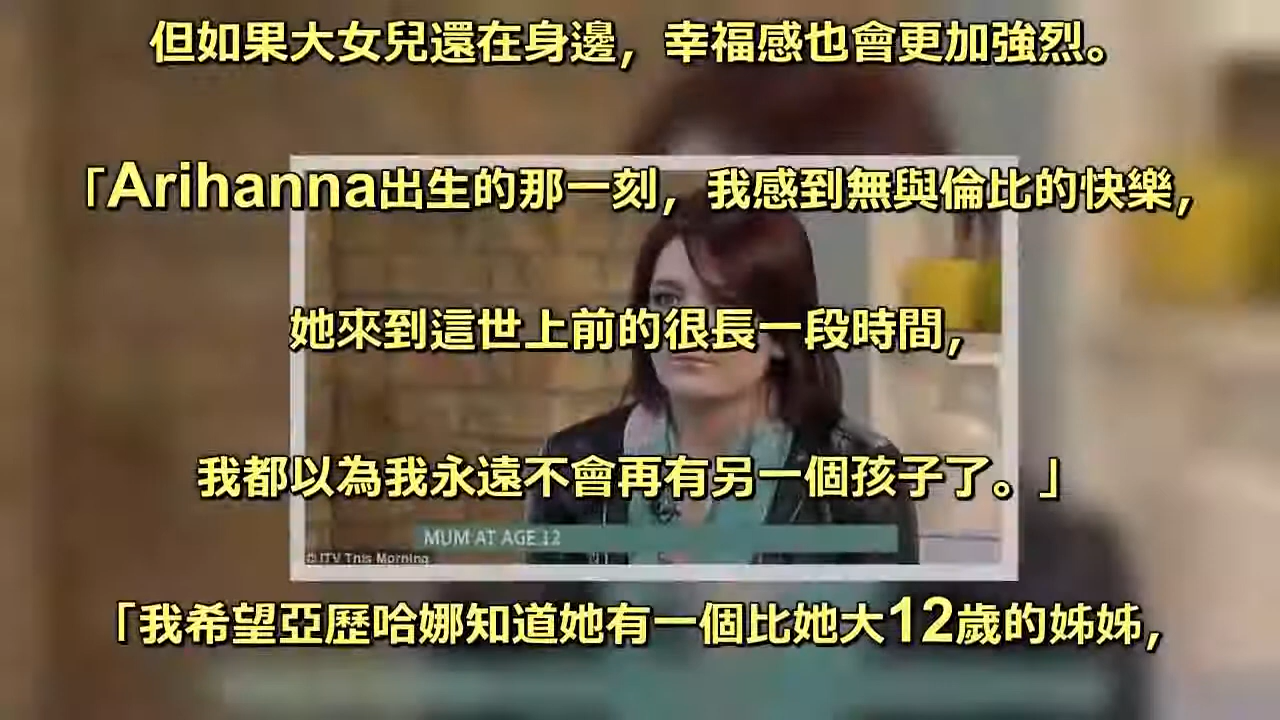 但如果大女兒還在身邊，幸福感也會更加強烈。
「Arihanna出生的那一刻，我感到無與倫比的快樂，
她來到這世上前的很長一段時間，
我都以為我永遠不會再有另一個孩子了。」
MUM AT AGE 12
© ITV This Morning
「我希望亞歷哈娜知道她有一個比她大12歲的姊姊，